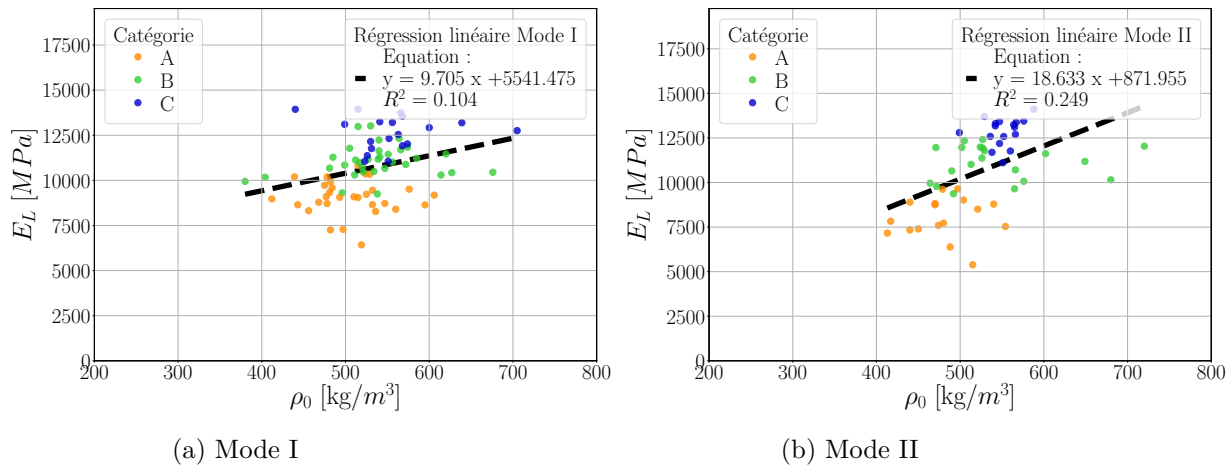 Catégorie
A
B
C
Régression linéaire Mode I
Equation :
y = 9.705 x +5541.475
R² = 0.104
17500
15000
12500
10000
7500
5000
2500
0
E_L [MPa]
200
300
400
500
600
700
800
ρ₀ [kg/m³]
(a) Mode I
Catégorie
A
B
C
Régression linéaire Mode II
Equation :
y = 18.633 x +871.955
R² = 0.249
17500
15000
12500
10000
7500
5000
2500
0
E_L [MPa]
200
300
400
500
600
700
800
ρ₀ [kg/m³]
(b) Mode II